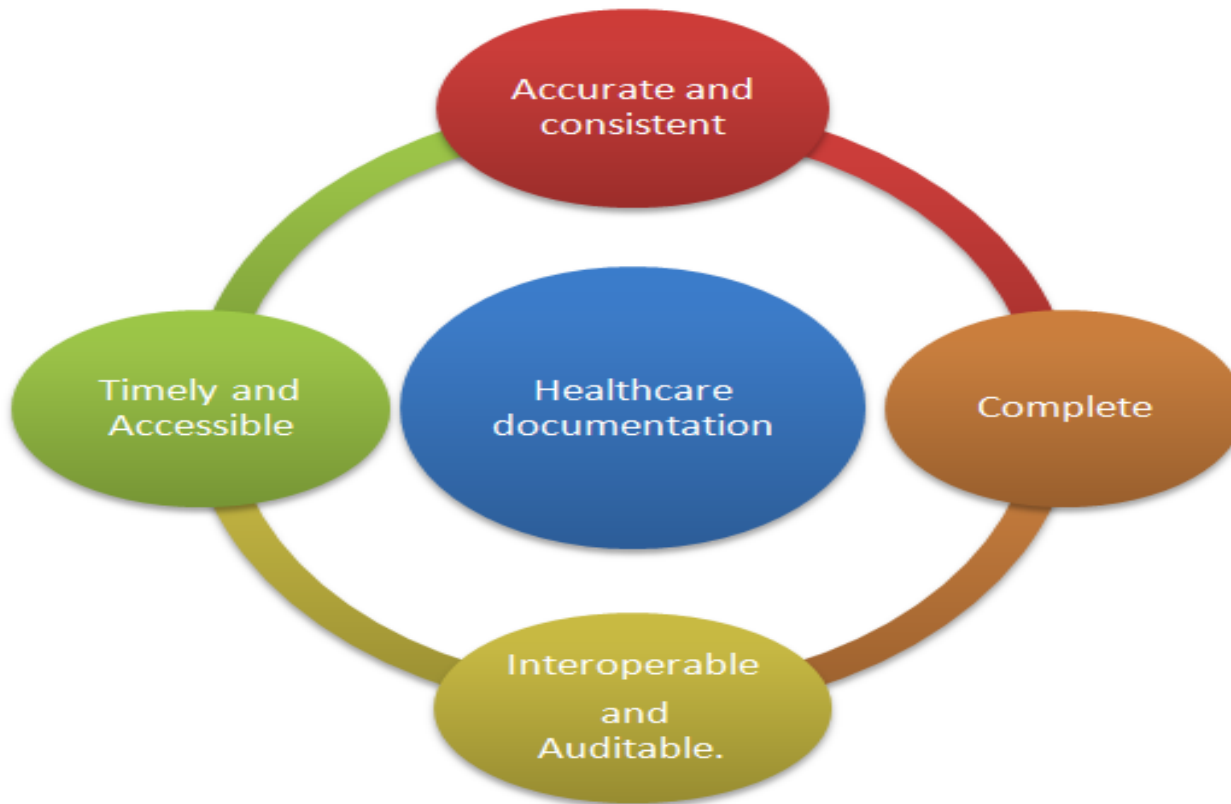 Accurate and
consistent
Timely and
Accessible
Healthcare
documentation
Complete
Interoperable
and
Auditable.